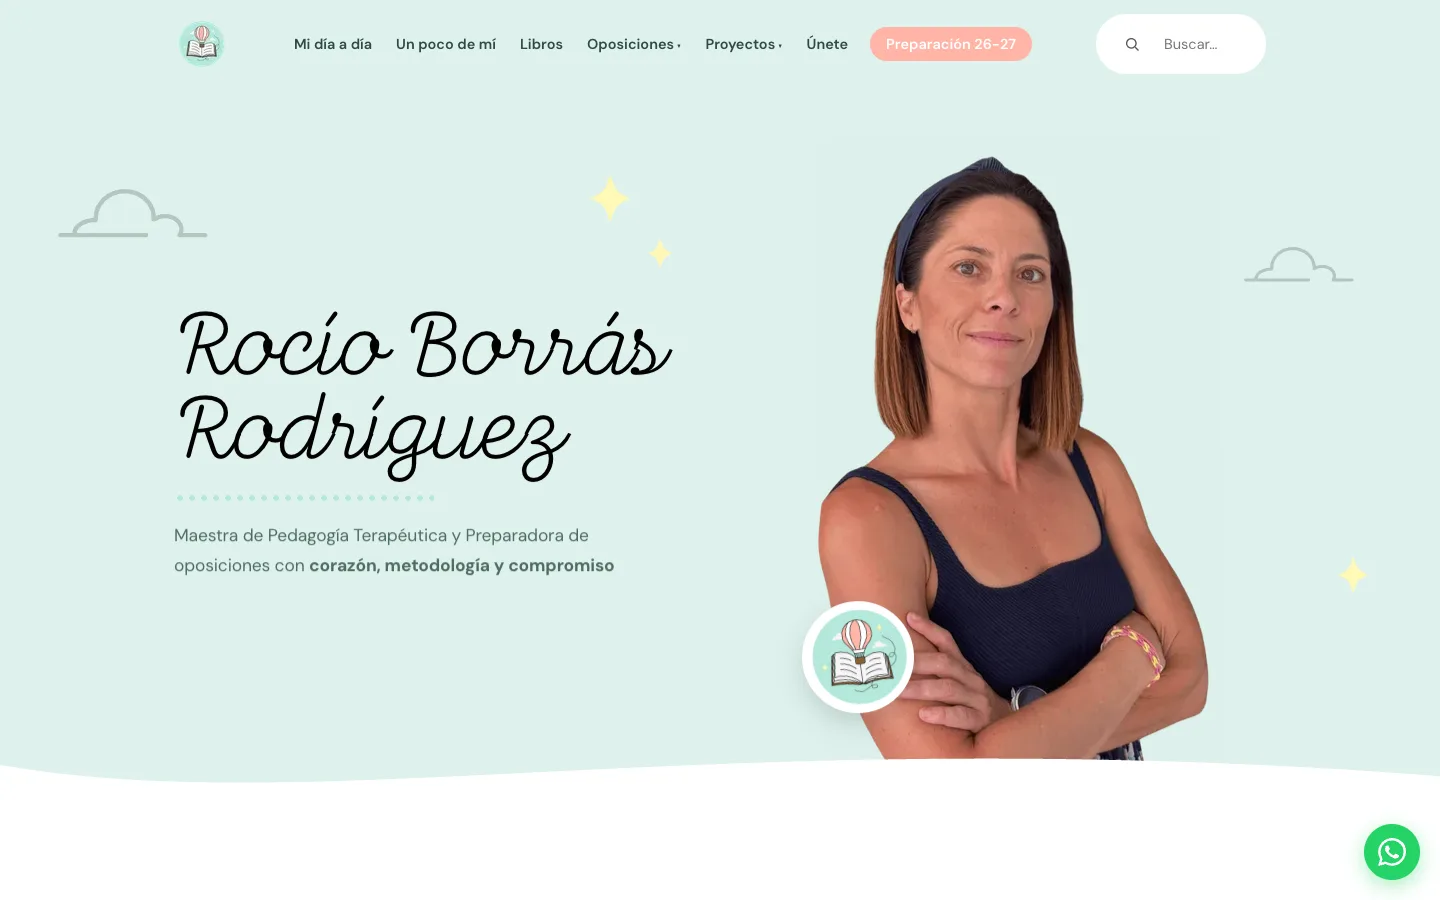 Mi día a día
Un poco de mí
Libros
Oposiciones
Proyectos
Únete
Preparación 26-27
Buscar...
Rocío Borrás
Rodríguez
Maestra de Pedagogía Terapéutica y Preparadora de
oposiciones con corazón, metodología y compromiso